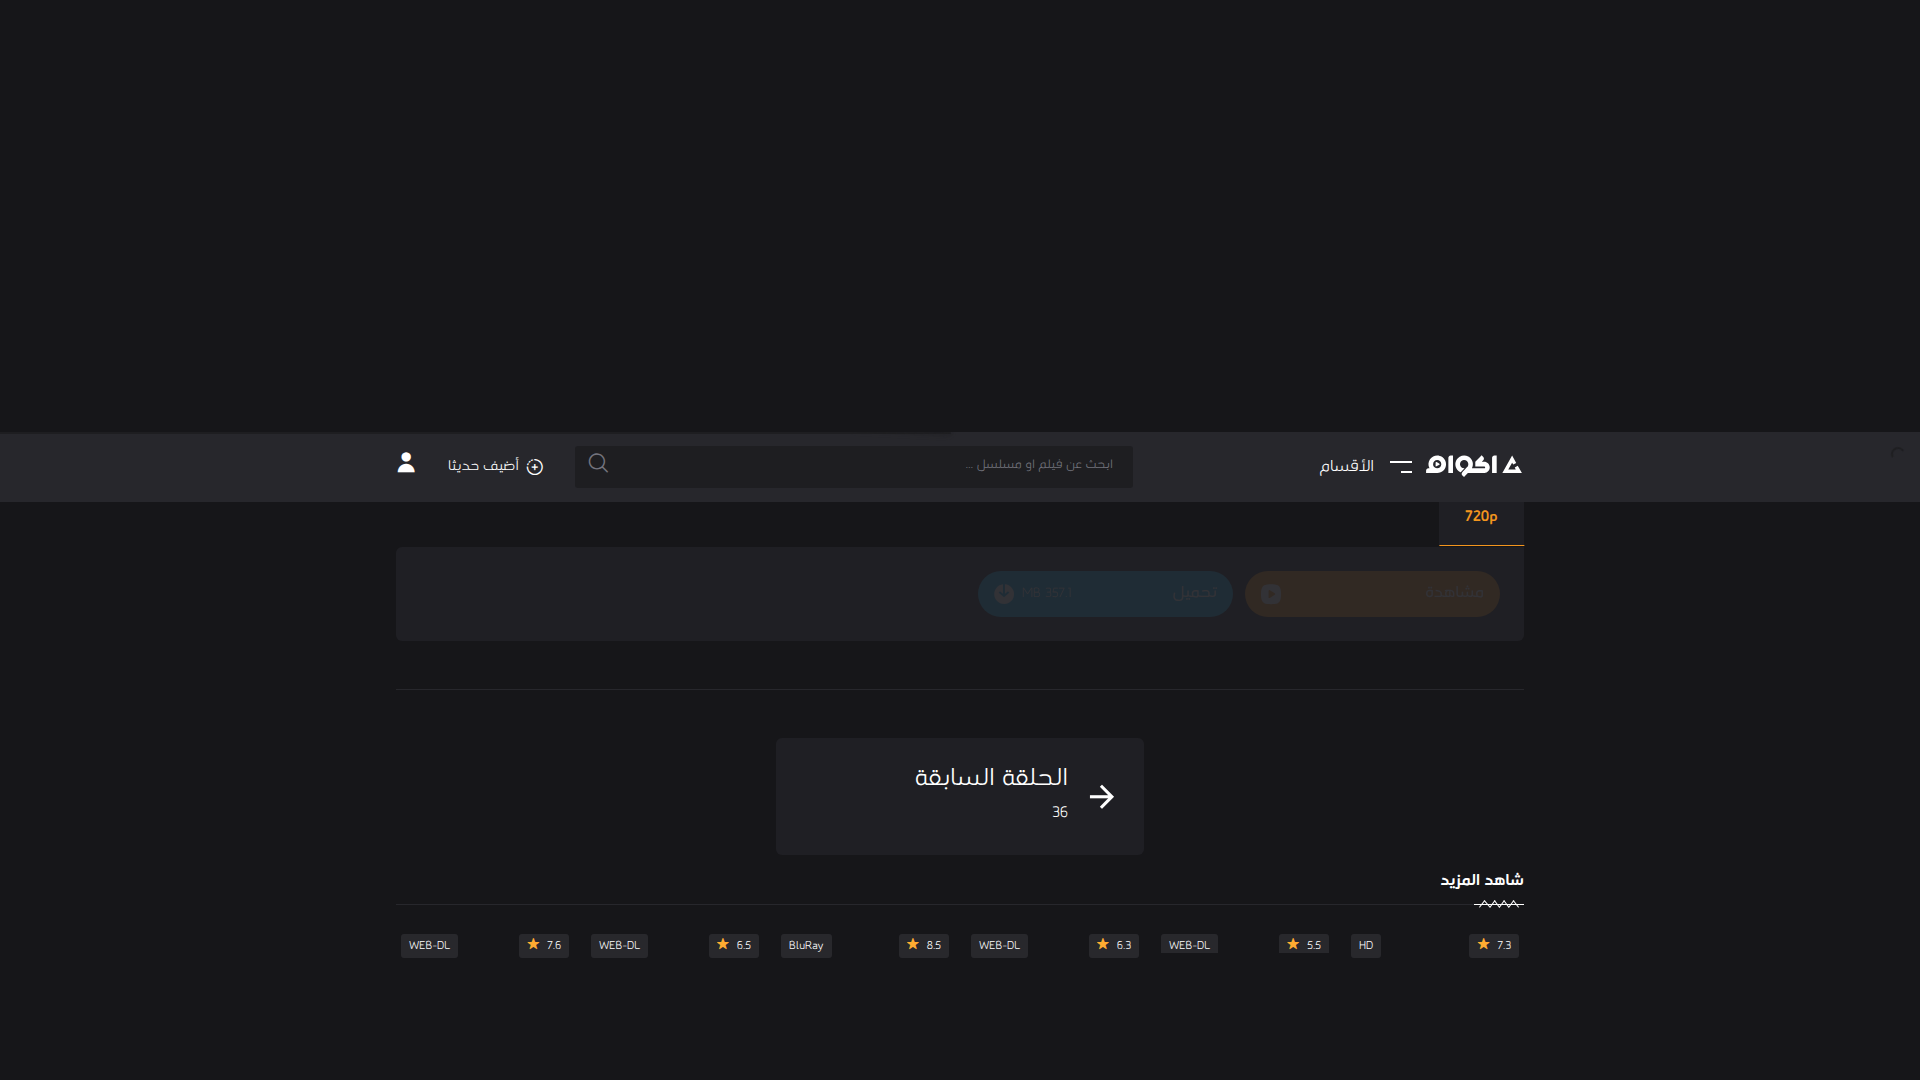 اكوام
الأقسام
ابحث عن فيلم او مسلسل ...
أضيف حديثا
720p
مشاهدة
تحميل
357.1 MB
الحلقة السابقة
36
شاهد المزيد
7.3 HD
5.5 WEB-DL
6.3 WEB-DL
8.5 BluRay
6.5 WEB-DL
7.6 WEB-DL